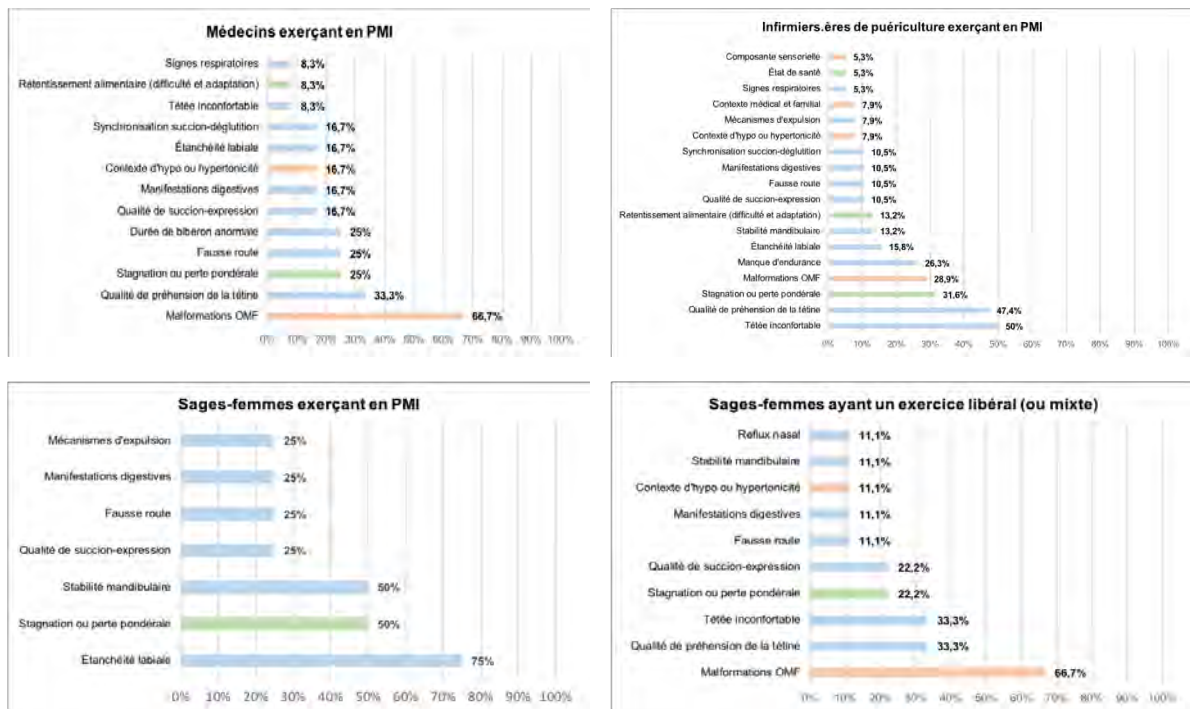 Médecins exerçant en PMI
Signes respiratoires 8,3%
Retentissement alimentaire (difficulté et adaptation) 8,3%
Tétée inconfortable 8,3%
Synchronisation succion-déglutition 16,7%
Étanchéité labiale 16,7%
Contexte d'hypo ou hypertonicité 16,7%
Manifestations digestives 16,7%
Qualité de succion-expression 16,7%
Durée de biberon anormale 25%
Fausse route 25%
Stagnation ou perte pondérale 25%
Qualité de préhension de la tétine 33,3%
Malformations OMF 66,7%
0% 10% 20% 30% 40% 50% 60% 70% 80% 90% 100%
Infirmiers.ères de puériculture exerçant en PMI
Composante sensorielle 5,3%
État de santé 5,3%
Signes respiratoires 5,3%
Contexte médical et familial 7,9%
Mécanismes d'expulsion 7,9%
Contexte d'hypo ou hypertonicité 7,9%
Synchronisation succion-déglutition 10,5%
Manifestations digestives 10,5%
Fausse route 10,5%
Qualité de succion-expression 10,5%
Retentissement alimentaire (difficulté et adaptation) 13,2%
Stabilité mandibulaire 13,2%
Étanchéité labiale 15,8%
Manque d'endurance 26,3%
Malformations OMF 28,9%
Stagnation ou perte pondérale 31,6%
Qualité de préhension de la tétine 47,4%
Tétée inconfortable 50%
0% 10% 20% 30% 40% 50% 60% 70% 80% 90% 100%
Sages-femmes exerçant en PMI
Mécanismes d'expulsion 25%
Manifestations digestives 25%
Fausse route 25%
Qualité de succion-expression 25%
Stabilité mandibulaire 50%
Stagnation ou perte pondérale 50%
Étanchéité labiale 75%
0% 10% 20% 30% 40% 50% 60% 70% 80% 90% 100%
Sages-femmes ayant un exercice libéral (ou mixte)
Reflux nasal 11,1%
Stabilité mandibulaire 11,1%
Contexte d'hypo ou hypertonicité 11,1%
Manifestations digestives 11,1%
Fausse route 11,1%
Qualité de succion-expression 22,2%
Stagnation ou perte pondérale 22,2%
Tétée inconfortable 33,3%
Qualité de préhension de la tétine 33,3%
Malformations OMF 66,7%
0% 10% 20% 30% 40% 50% 60% 70% 80% 90% 100%